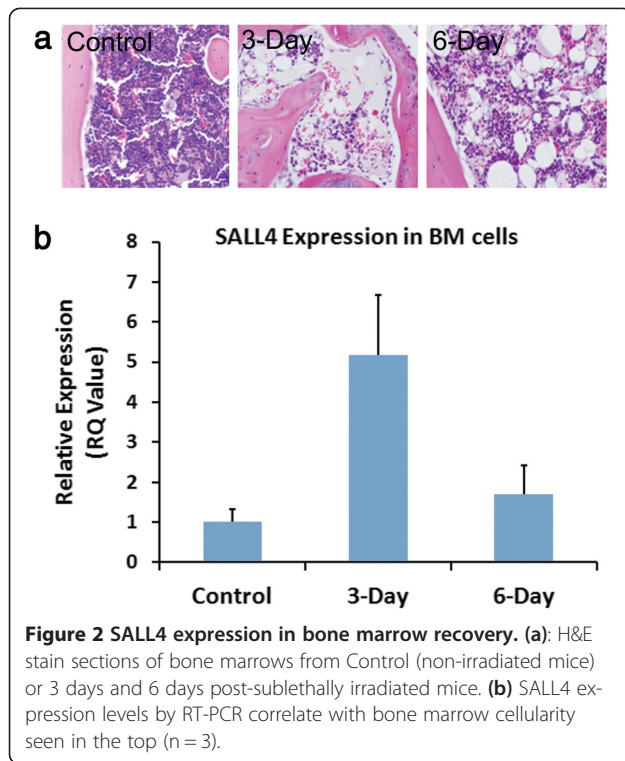 a Control 3-Day 6-Day
b SALL4 Expression in BM cells
Relative Expression
(RQ Value)
8
7
6
5
4
3
2
1
0
Control 3-Day 6-Day
Figure 2 SALL4 expression in bone marrow recovery. (a): H&E
stain sections of bone marrows from Control (non-irradiated mice)
or 3 days and 6 days post-sublethally irradiated mice. (b) SALL4 ex-
pression levels by RT-PCR correlate with bone marrow cellularity
seen in the top (n = 3).